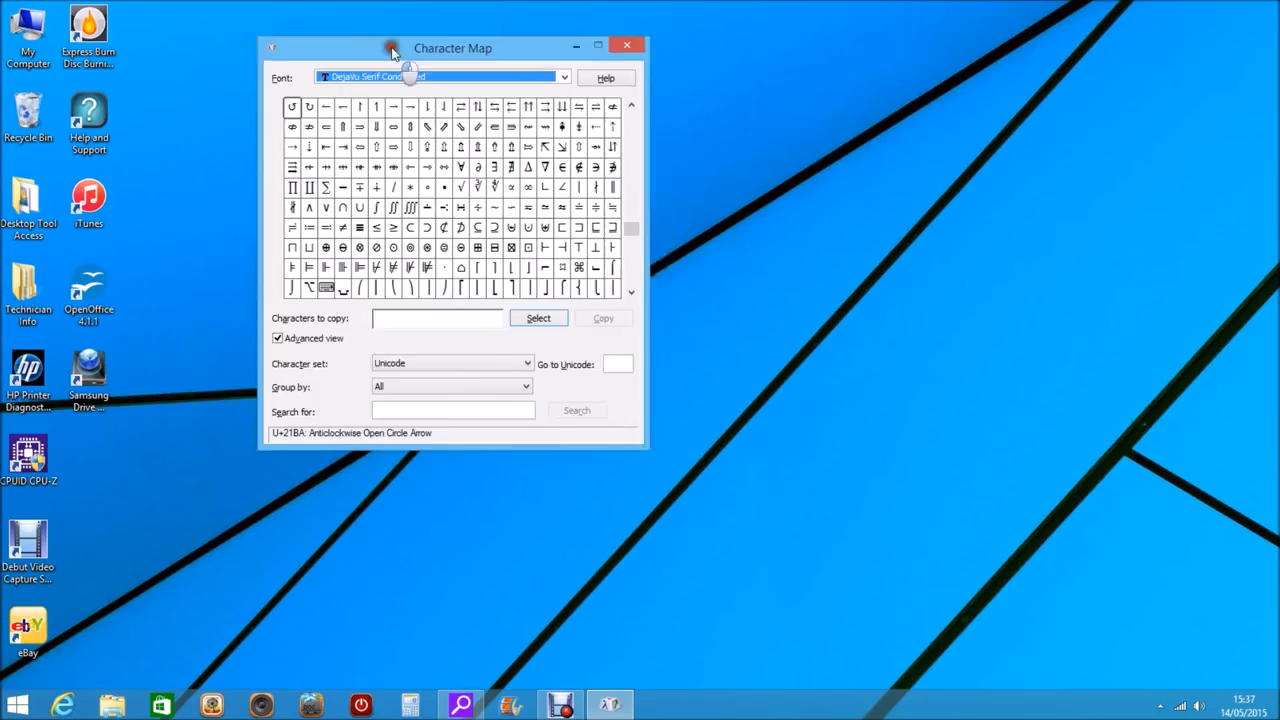 My
Computer
Express Burn
Disc Burni...
Recycle Bin
Help and
Support
Desktop Tool
Access
iTunes
Technician
Info
OpenOffice
4.1.1
HP Printer
Diagnost...
Samsung
Drive ...
CPUID CPU-Z
Debut Video
Capture S...
eBay
Character Map
Font:
Help
Characters to copy:
Select
Copy
Advanced view
Character set:
Unicode
Go to Unicode:
Group by:
All
Search for:
Search
U+21BA: Anticlockwise Open Circle Arrow
15:37
14/05/2015